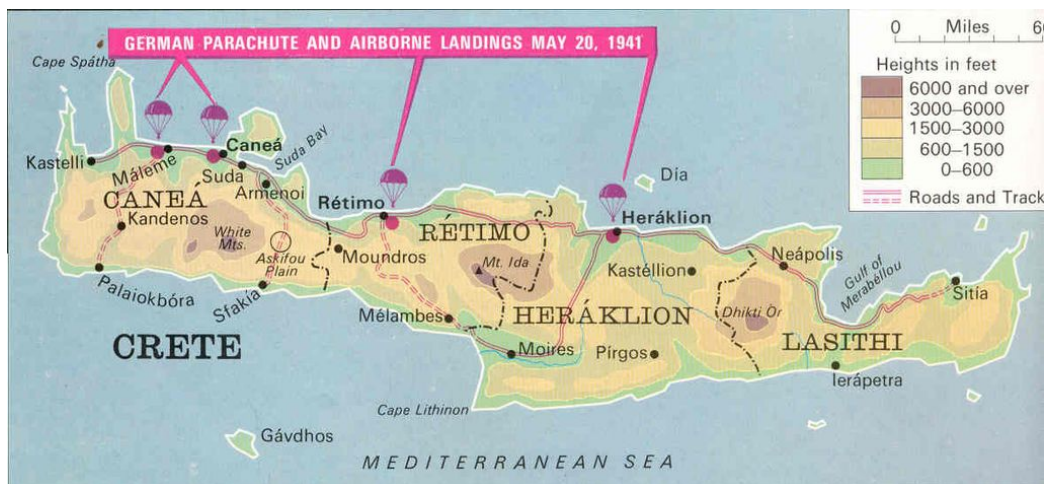 GERMAN PARACHUTE AND AIRBORNE LANDINGS MAY 20, 1941
0 Miles
Heights in feet
6000 and over
3000–6000
1500–3000
600–1500
0–600
Roads and Track
Cape Spátha
Kastelli
Máleme
Caneá
Suda
Suda Bay
Armenoi
CANEÁ
Kandenos
White
Mts.
Askifou
Plain
Palaiokbóra
Sfakía
Rétimo
RÉTIMO
Moundros
Mt. Ida
Mélambes
Día
Heráklion
Kastéllion
HERÁKLION
Moires
Pírgos
Neápolis
Gulf of
Merabéllou
Sitía
Dhikti Ór
LASITHI
Ierápetra
CRETE
Cape Lithinon
Gávdhos
MEDITERRANEAN SEA